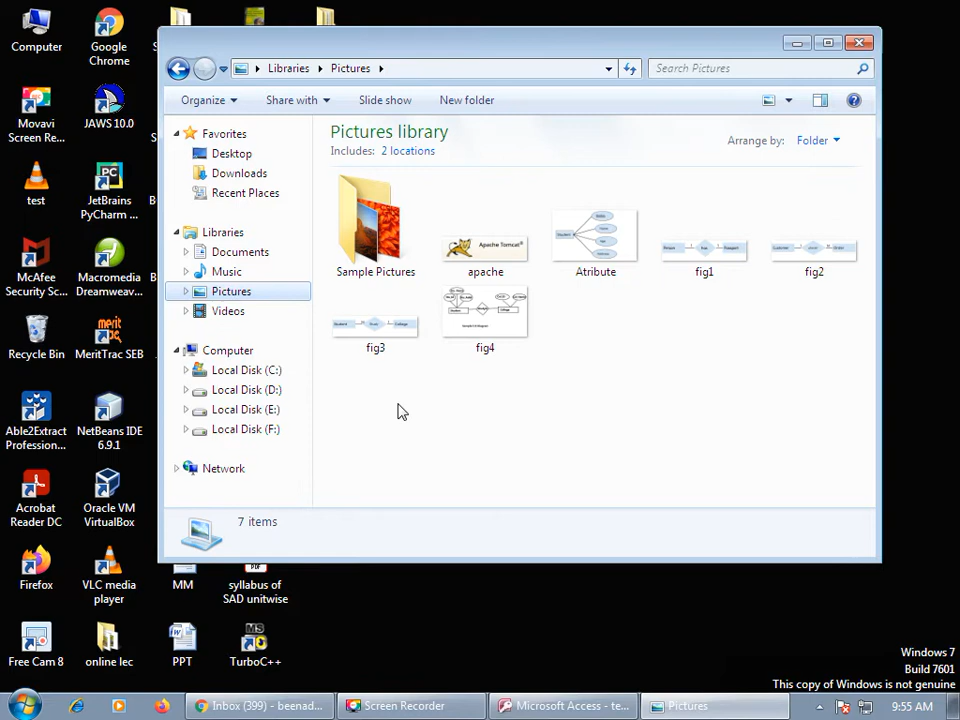 Computer
Google
Chrome
Movavi
Screen Re...
JAWS 10.0
test
JetBrains
PyCharm ...
McAfee
Security Sc...
Macromedia
Dreamweav...
Recycle Bin
MeritTrac SEB
Able2Extract
Profession...
NetBeans IDE
6.9.1
Acrobat
Reader DC
Oracle VM
VirtualBox
Firefox
VLC media
player
MM
syllabus of
SAD unitwise
Free Cam 8
online lec
PPT
TurboC++
Libraries
Pictures
Search Pictures
Organize
Share with
Slide show
New folder
Favorites
Desktop
Downloads
Recent Places
Libraries
Documents
Music
Pictures
Videos
Computer
Local Disk (C:)
Local Disk (D:)
Local Disk (E:)
Local Disk (F:)
Network
Pictures library
Includes: 2 locations
Arrange by: Folder
Apache Tomcat
Sample Pictures
apache
Atribute
fig1
fig2
fig3
fig4
7 items
Windows 7
Build 7601
This copy of Windows is not genuine
Inbox (399) - beenad...
Screen Recorder
Microsoft Access - te...
Pictures
9:55 AM